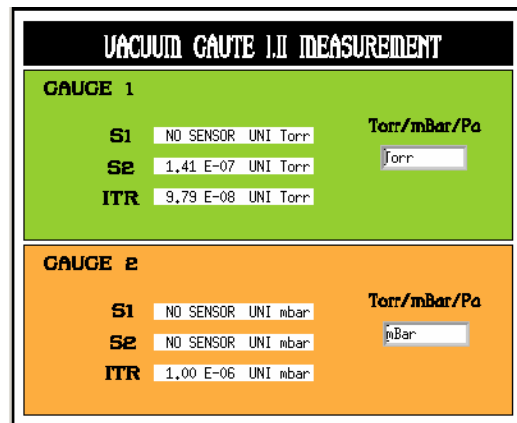 VACUUM GAUTE 1.II MEASUREMENT
GAUGE 1
Torr/mBar/Pa
S1 NO SENSOR UNI Torr
Torr
S2 1.41 E-07 UNI Torr
ITR 9.79 E-08 UNI Torr
GAUGE 2
Torr/mBar/Pa
S1 NO SENSOR UNI mbar
mBar
S2 NO SENSOR UNI mbar
ITR 1.00 E-06 UNI mbar